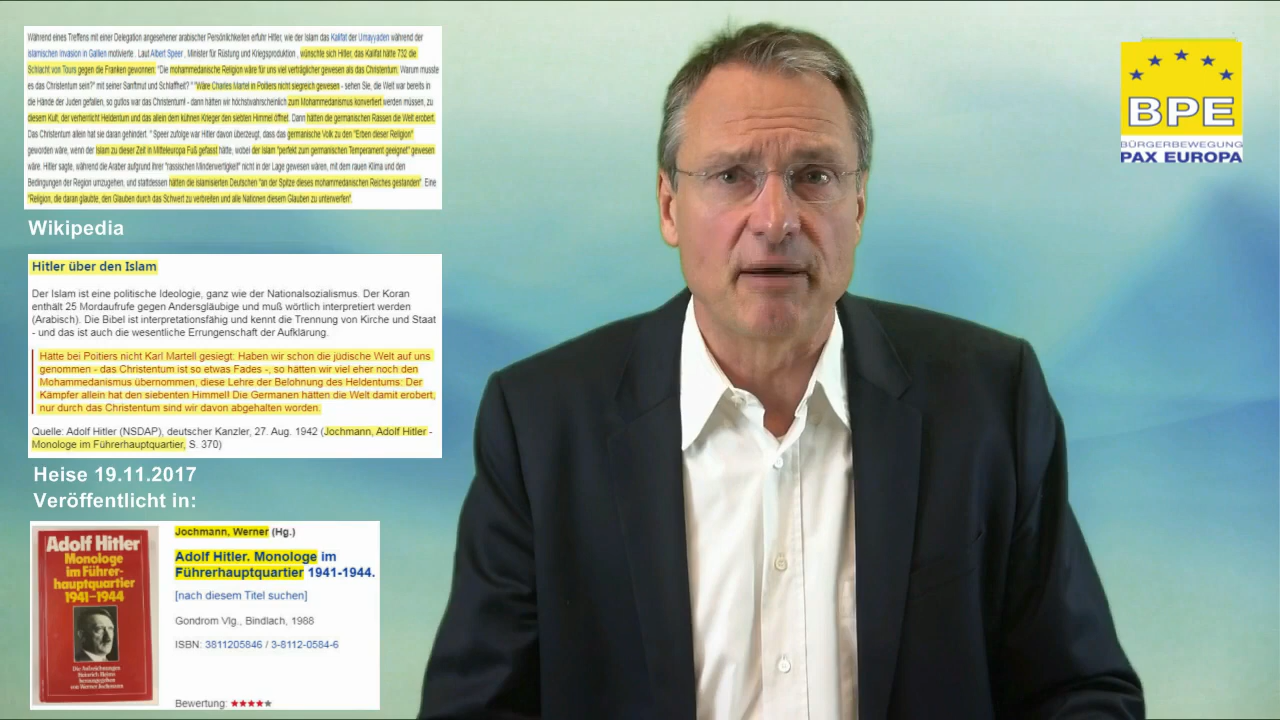 Während eines Treffens mit einer Delegation angesehener arabischer Persönlichkeiten erfuhr Hitler, wie der Islam das Kalifat der Umayyaden während der
islamischen Invasion in Gallien motivierte . Laut Albert Speer , Minister für Rüstung und Kriegsproduktion , wünschte sich Hitler, das Kalifat hätte 732 die
Schlacht von Tours gegen die Franken gewonnen: "Die mohammedanische Religion wäre für uns viel verträglicher gewesen als das Christentum. Warum musste
es das Christentum sein?" mit seiner Sanftmut und Schlaffheit? " "Wäre Charles Martel in Poitiers nicht siegreich gewesen - sehen Sie, die Welt war bereits in
die Hände der Juden gefallen, so gutlos war das Christentum! - dann hätten wir höchstwahrscheinlich zum Mohammedanismus konvertiert werden müssen, zu
diesem Kult, der verherrlicht Heldentum und das allein dem kühnen Krieger den siebten Himmel öffnet. Dann hätten die germanischen Rassen die Welt erobert.
Das Christentum allein hat sie daran gehindert. " Speer zufolge war Hitler davon überzeugt, dass das germanische Volk zu den "Erben dieser Religion"
geworden wäre, wenn der Islam zu dieser Zeit in Mitteleuropa Fuß gefasst hätte, wobei der Islam "perfekt zum germanischen Temperament geeignet" gewesen
wäre. Hitler sagte, während die Araber aufgrund ihrer "rassischen Minderwertigkeit" nicht in der Lage gewesen wären, mit dem rauen Klima und den
Bedingungen der Region umzugehen, und stattdessen hätten die islamisierten Deutschen "an der Spitze dieses mohammedanischen Reiches gestanden". Eine
"Religion, die daran glaubte, den Glauben durch das Schwert zu verbreiten und alle Nationen diesem Glauben zu unterwerfen".
Wikipedia
Hitler über den Islam
Der Islam ist eine politische Ideologie, ganz wie der Nationalsozialismus. Der Koran
enthält 25 Mordaufrufe gegen Andersgläubige und muß wörtlich interpretiert werden
(Arabisch). Die Bibel ist interpretationsfähig und kennt die Trennung von Kirche und Staat
- und das ist auch die wesentliche Errungenschaft der Aufklärung.
Hätte bei Poitiers nicht Karl Martell gesiegt: Haben wir schon die jüdische Welt auf uns
genommen - das Christentum ist so etwas Fades -, so hätten wir viel eher noch den
Mohammedanismus übernommen, diese Lehre der Belohnung des Heldentums: Der
Kämpfer allein hat den siebenten Himmel! Die Germanen hätten die Welt damit erobert,
nur durch das Christentum sind wir davon abgehalten worden.
Quelle: Adolf Hitler (NSDAP), deutscher Kanzler, 27. Aug. 1942 (Jochmann, Adolf Hitler -
Monologe im Führerhauptquartier, S. 370)
Heise 19.11.2017
Veröffentlicht in:
Adolf Hitler
Monologe
im Führer-
hauptquartier
1941-1944
Die Aufzeichnungen
Heinrich Heims
herausgegeben
von Werner Jochmann
Jochmann, Werner (Hg.)
Adolf Hitler. Monologe im
Führerhauptquartier 1941-1944.
[nach diesem Titel suchen]
Gondrom Vlg., Bindlach, 1988
ISBN: 3811205846 / 3-8112-0584-6
Bewertung:
BPE
BÜRGERBEWEGUNG
PAX EUROPA